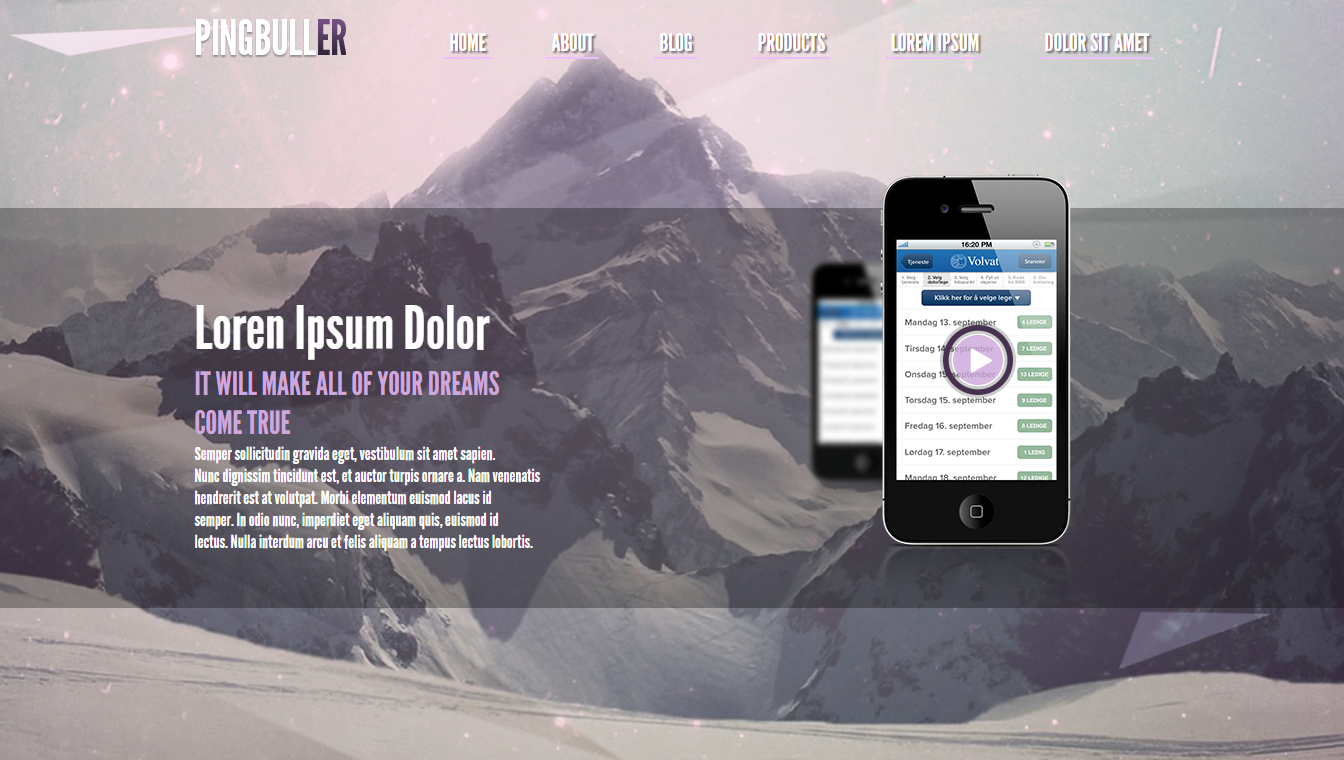 PINGBULLER
HOME ABOUT BLOG PRODUCTS LOREM IPSUM DOLOR SIT AMET
Loren Ipsum Dolor
IT WILL MAKE ALL OF YOUR DREAMS
COME TRUE
Semper sollicitudin gravida eget, vestibulum sit amet sapien.
Nunc dignissim tincidunt est, et auctor turpis ornare a. Nam venenatis
hendrerit est at volutpat. Morbi elementum euismod lacus id
semper. In odio nunc, imperdiet eget aliquam quis, euismod id
lectus. Nulla interdum arcu et felis aliquam a tempus lectus lobortis.
16:20 PM
Tjeneste Volvat Snarveier
1. Velg 2. Velg 3. Velg 4. Fyll ut 5. Kode
tjeneste dato/lege tidspunkt skjema fra SMS
Klikk her for å velge lege
Mandag 13. september 4 LEDIGE
Tirsdag 14. september 7 LEDIGE
Onsdag 15. september 13 LEDIGE
Torsdag 15. september 9 LEDIGE
Fredag 16. september 8 LEDIGE
Lørdag 17. september 1 LEDIG
Mandag 18. september